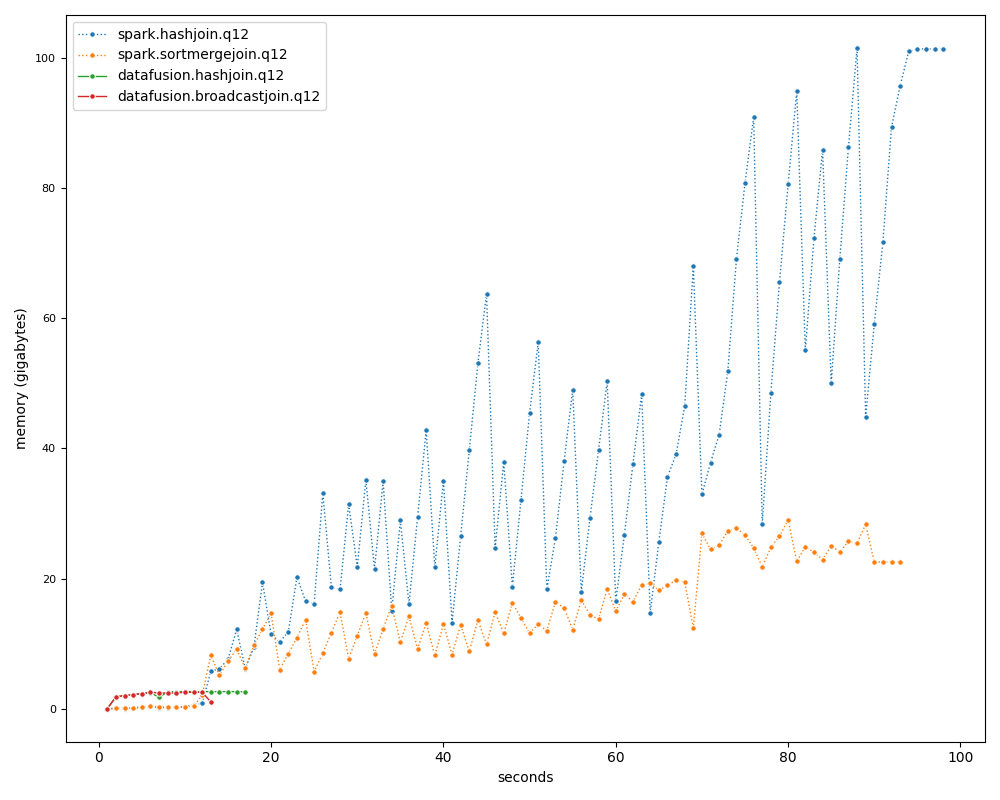 spark.hashjoin.q12
spark.sortmergejoin.q12
datafusion.hashjoin.q12
datafusion.broadcastjoin.q12
100
80
60
40
20
0
memory (gigabytes)
0 20 40 60 80 100
seconds